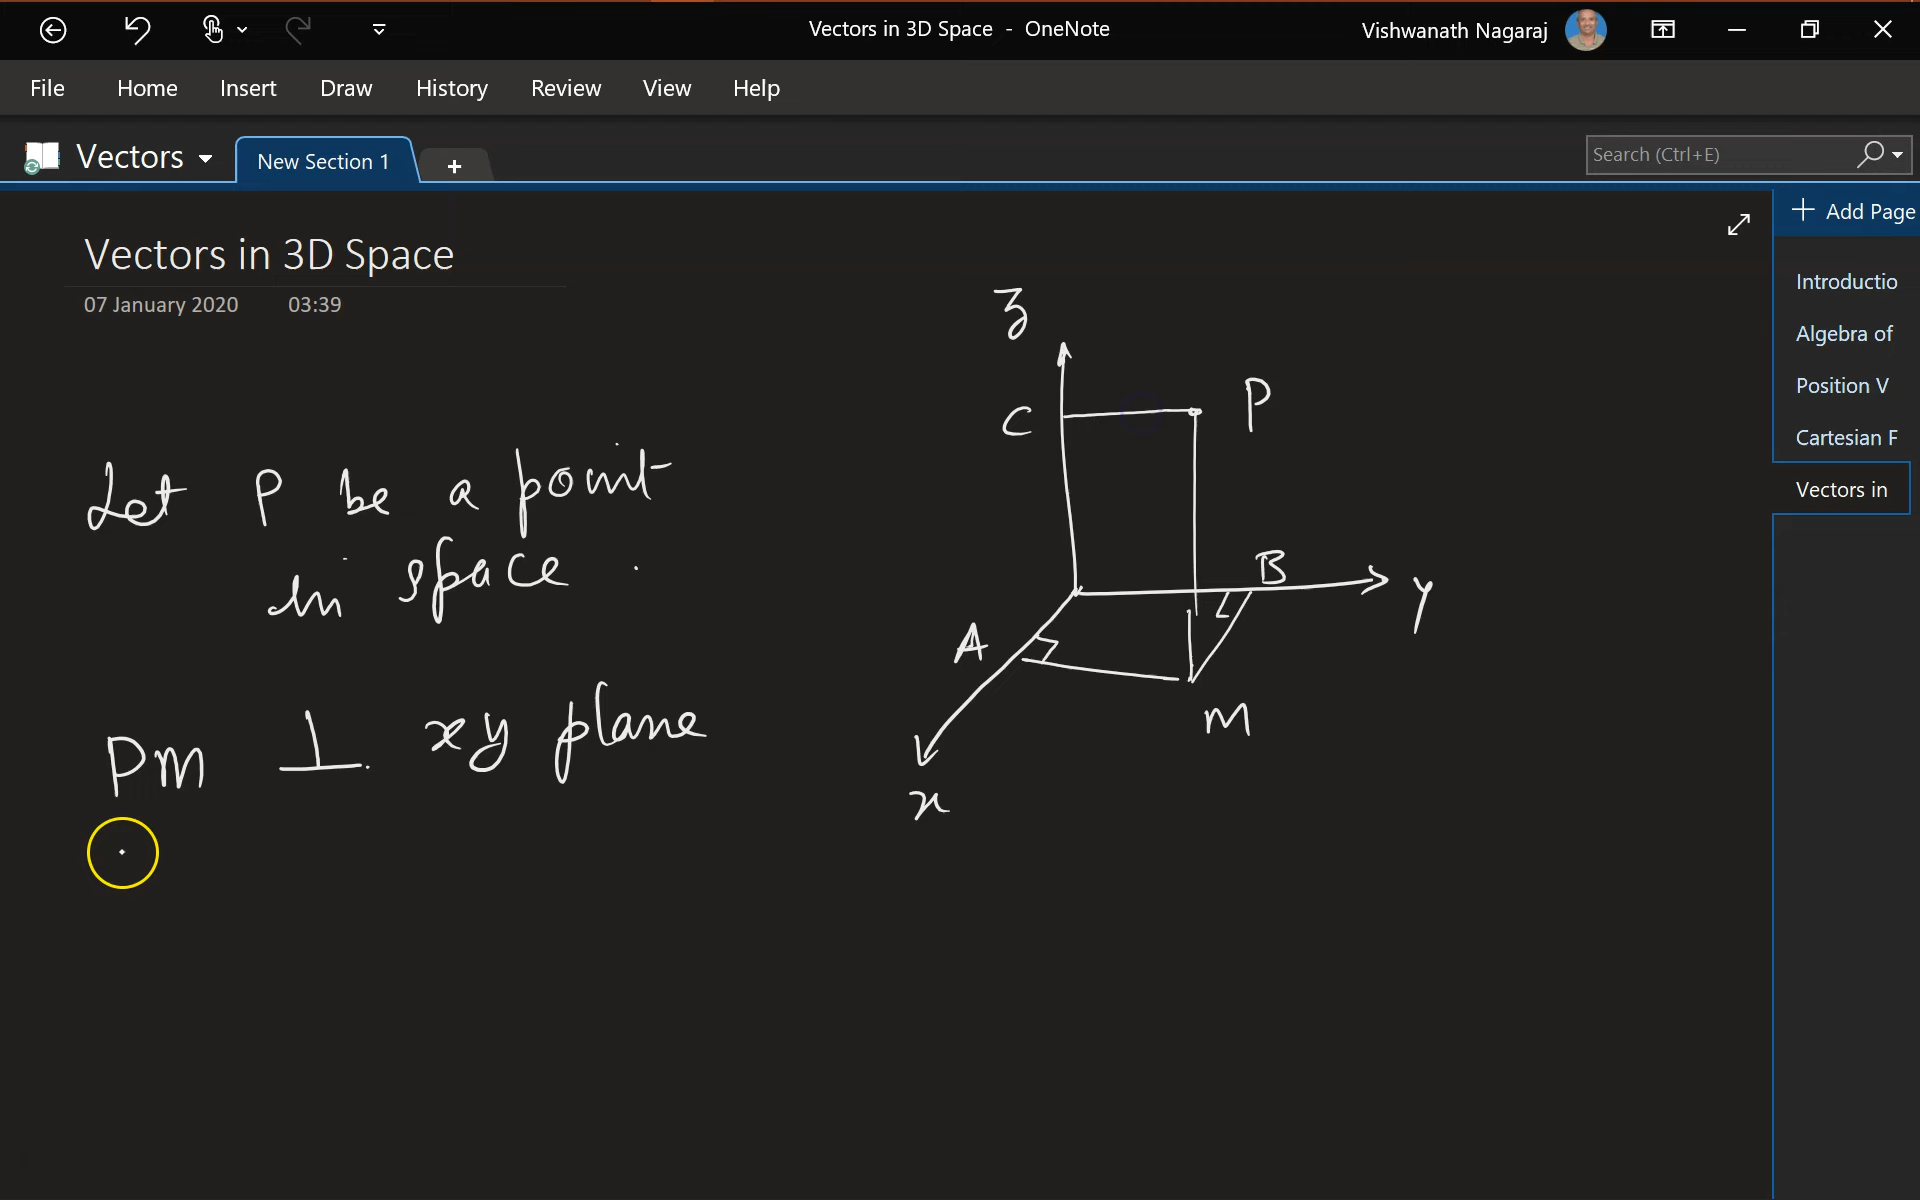 Vectors in 3D Space - OneNote
Vishwanath Nagaraj
File Home Insert Draw History Review View Help
Vectors
New Section 1
+
Search (Ctrl+E)
Add Page
Vectors in 3D Space
07 January 2020 03:39
Introductio
Algebra of
Position V
Cartesian F
Vectors in
Let P be a point
in space.
PM ⊥ xy plane
z
C
P
B
y
A
M
x